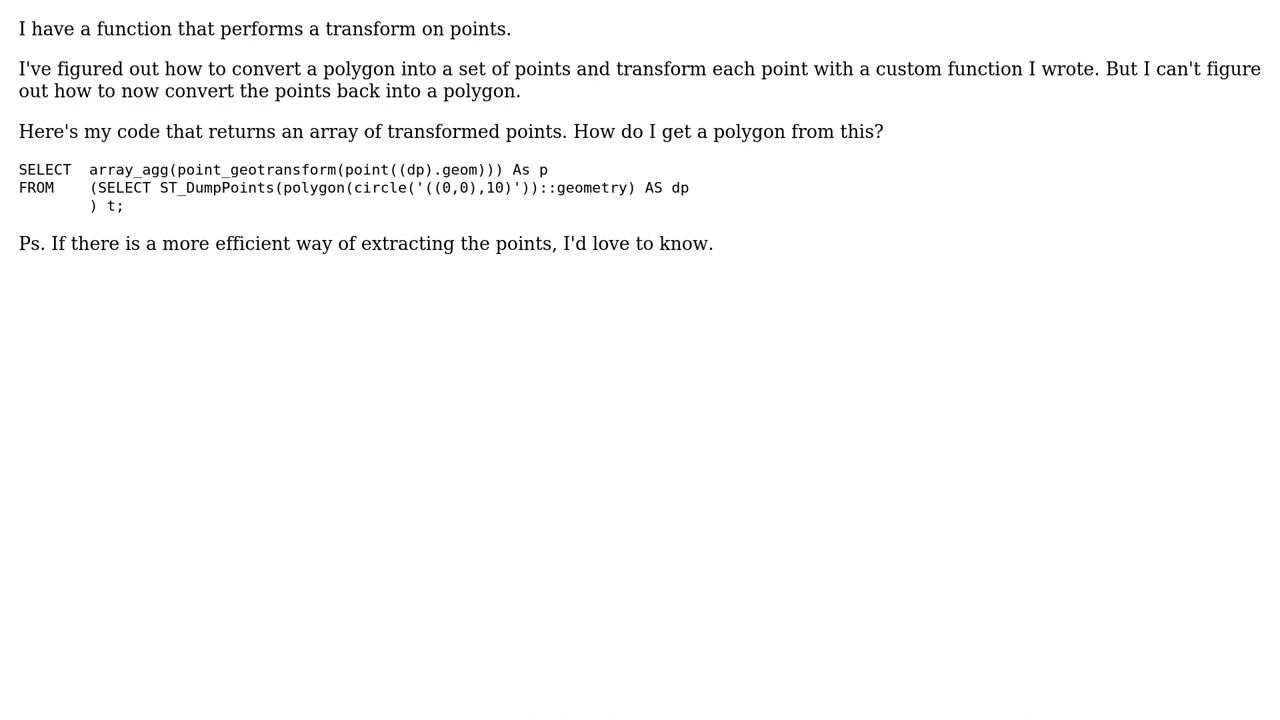 I have a function that performs a transform on points.
I've figured out how to convert a polygon into a set of points and transform each point with a custom function I wrote. But I can't figure
out how to now convert the points back into a polygon.
Here's my code that returns an array of transformed points. How do I get a polygon from this?
SELECT  array_agg(point_geotransform(point((dp).geom))) As p
FROM    (SELECT ST_DumpPoints(polygon(circle('((0,0),10)'))::geometry) AS dp
        ) t;
Ps. If there is a more efficient way of extracting the points, I'd love to know.